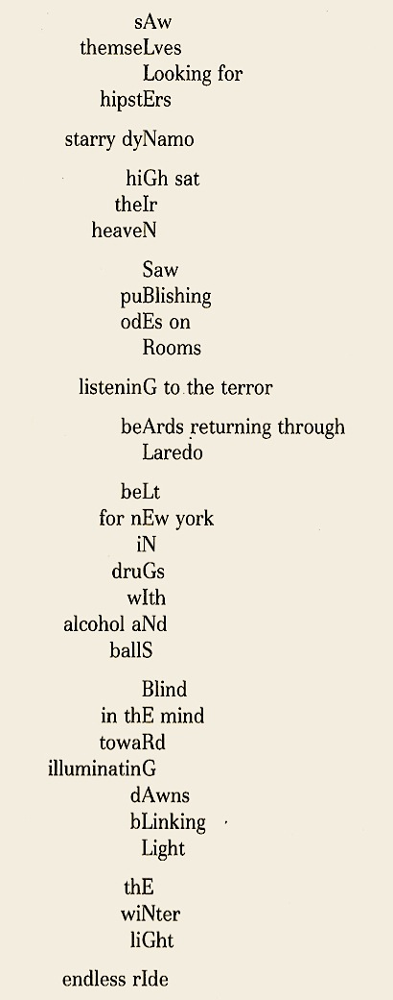 sAw
themseLves
Looking for
hipstErs
starry dyNamo
hiGh sat
theIr
heaveN
Saw
puBlishing
odEs on
Rooms
listeninG to the terror
beArds returning through
Laredo
beLt
for nEw york
iN
druGs
wIth
alcohol aNd
ballS
Blind
in thE mind
towaRd
illuminatinG
dAwns
bLinking
Light
thE
wiNter
liGht
endless rIde